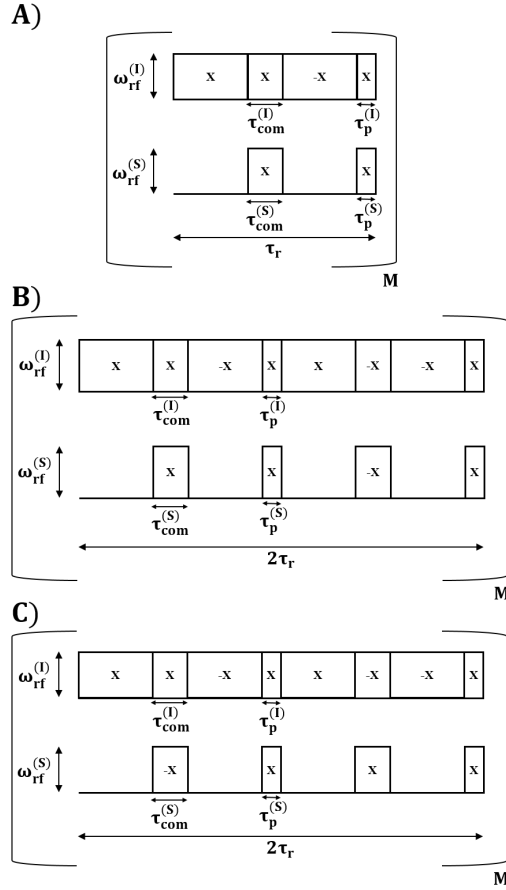 A)
ω_rf^(I) X X -X X
τ_com^(I) τ_p^(I)
ω_rf^(S) X X
τ_com^(S) τ_p^(S)
τ_r
M
B)
ω_rf^(I) X X -X X X -X -X X
τ_com^(I) τ_p^(I)
ω_rf^(S) X X -X X
τ_com^(S) τ_p^(S)
2τ_r
M
C)
ω_rf^(I) X X -X X X -X -X X
τ_com^(I) τ_p^(I)
ω_rf^(S) -X X X X
τ_com^(S) τ_p^(S)
2τ_r
M